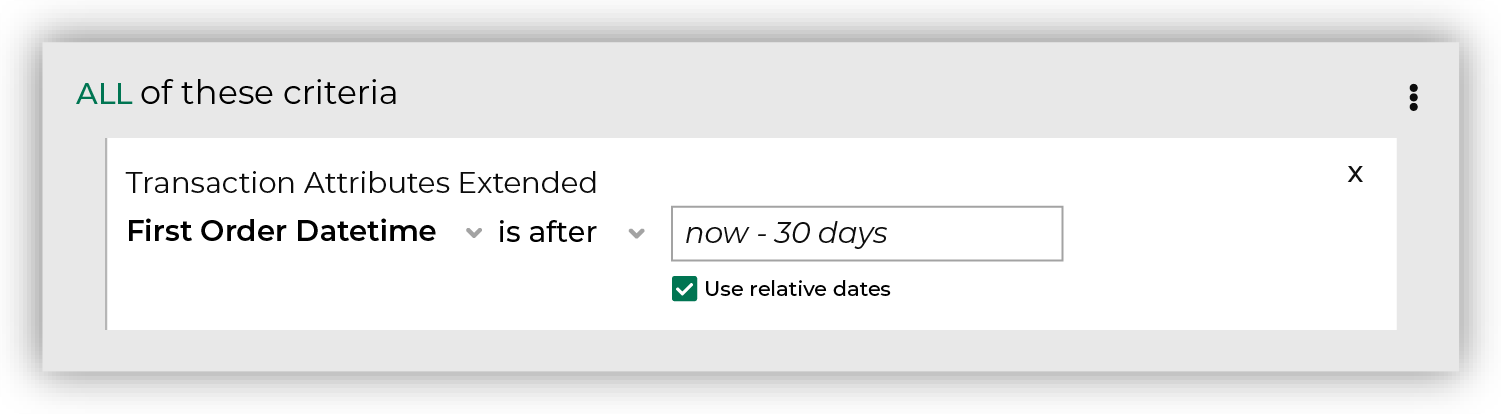 ALL of these criteria
x
Transaction Attributes Extended
First Order Datetime is after now - 30 days
Use relative dates